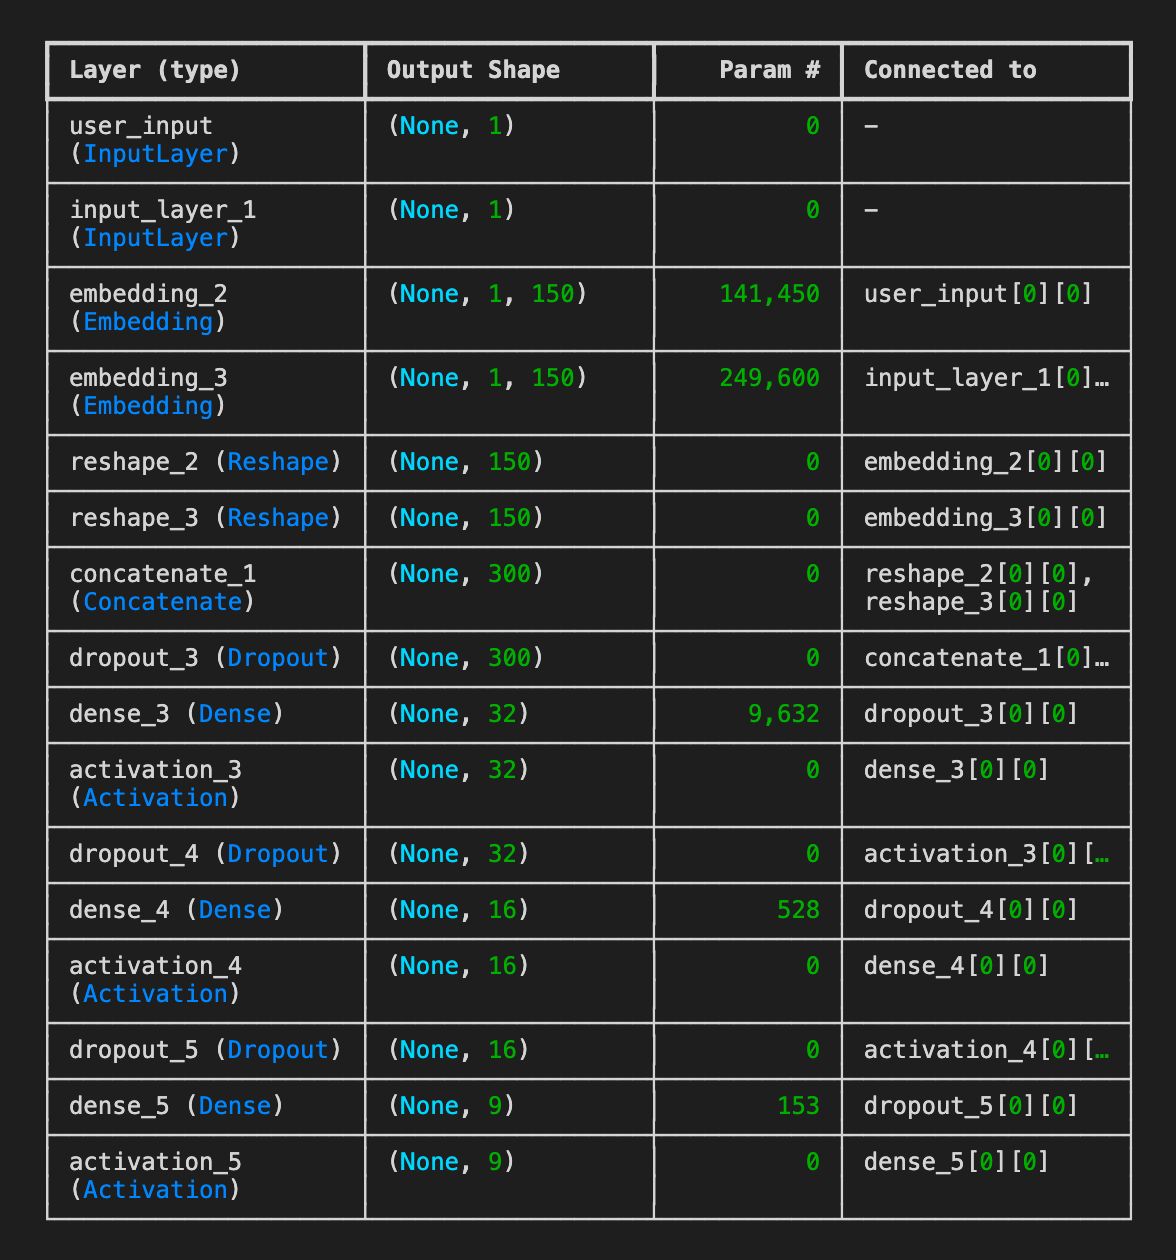 Layer (type) Output Shape Param # Connected to
user_input (None, 1) 0 –
(InputLayer)
input_layer_1 (None, 1) 0 –
(InputLayer)
embedding_2 (None, 1, 150) 141,450 user_input[0][0]
(Embedding)
embedding_3 (None, 1, 150) 249,600 input_layer_1[0]…
(Embedding)
reshape_2 (Reshape) (None, 150) 0 embedding_2[0][0]
reshape_3 (Reshape) (None, 150) 0 embedding_3[0][0]
concatenate_1 (None, 300) 0 reshape_2[0][0],
(Concatenate) reshape_3[0][0]
dropout_3 (Dropout) (None, 300) 0 concatenate_1[0]…
dense_3 (Dense) (None, 32) 9,632 dropout_3[0][0]
activation_3 (None, 32) 0 dense_3[0][0]
(Activation)
dropout_4 (Dropout) (None, 32) 0 activation_3[0][…
dense_4 (Dense) (None, 16) 528 dropout_4[0][0]
activation_4 (None, 16) 0 dense_4[0][0]
(Activation)
dropout_5 (Dropout) (None, 16) 0 activation_4[0][…
dense_5 (Dense) (None, 9) 153 dropout_5[0][0]
activation_5 (None, 9) 0 dense_5[0][0]
(Activation)